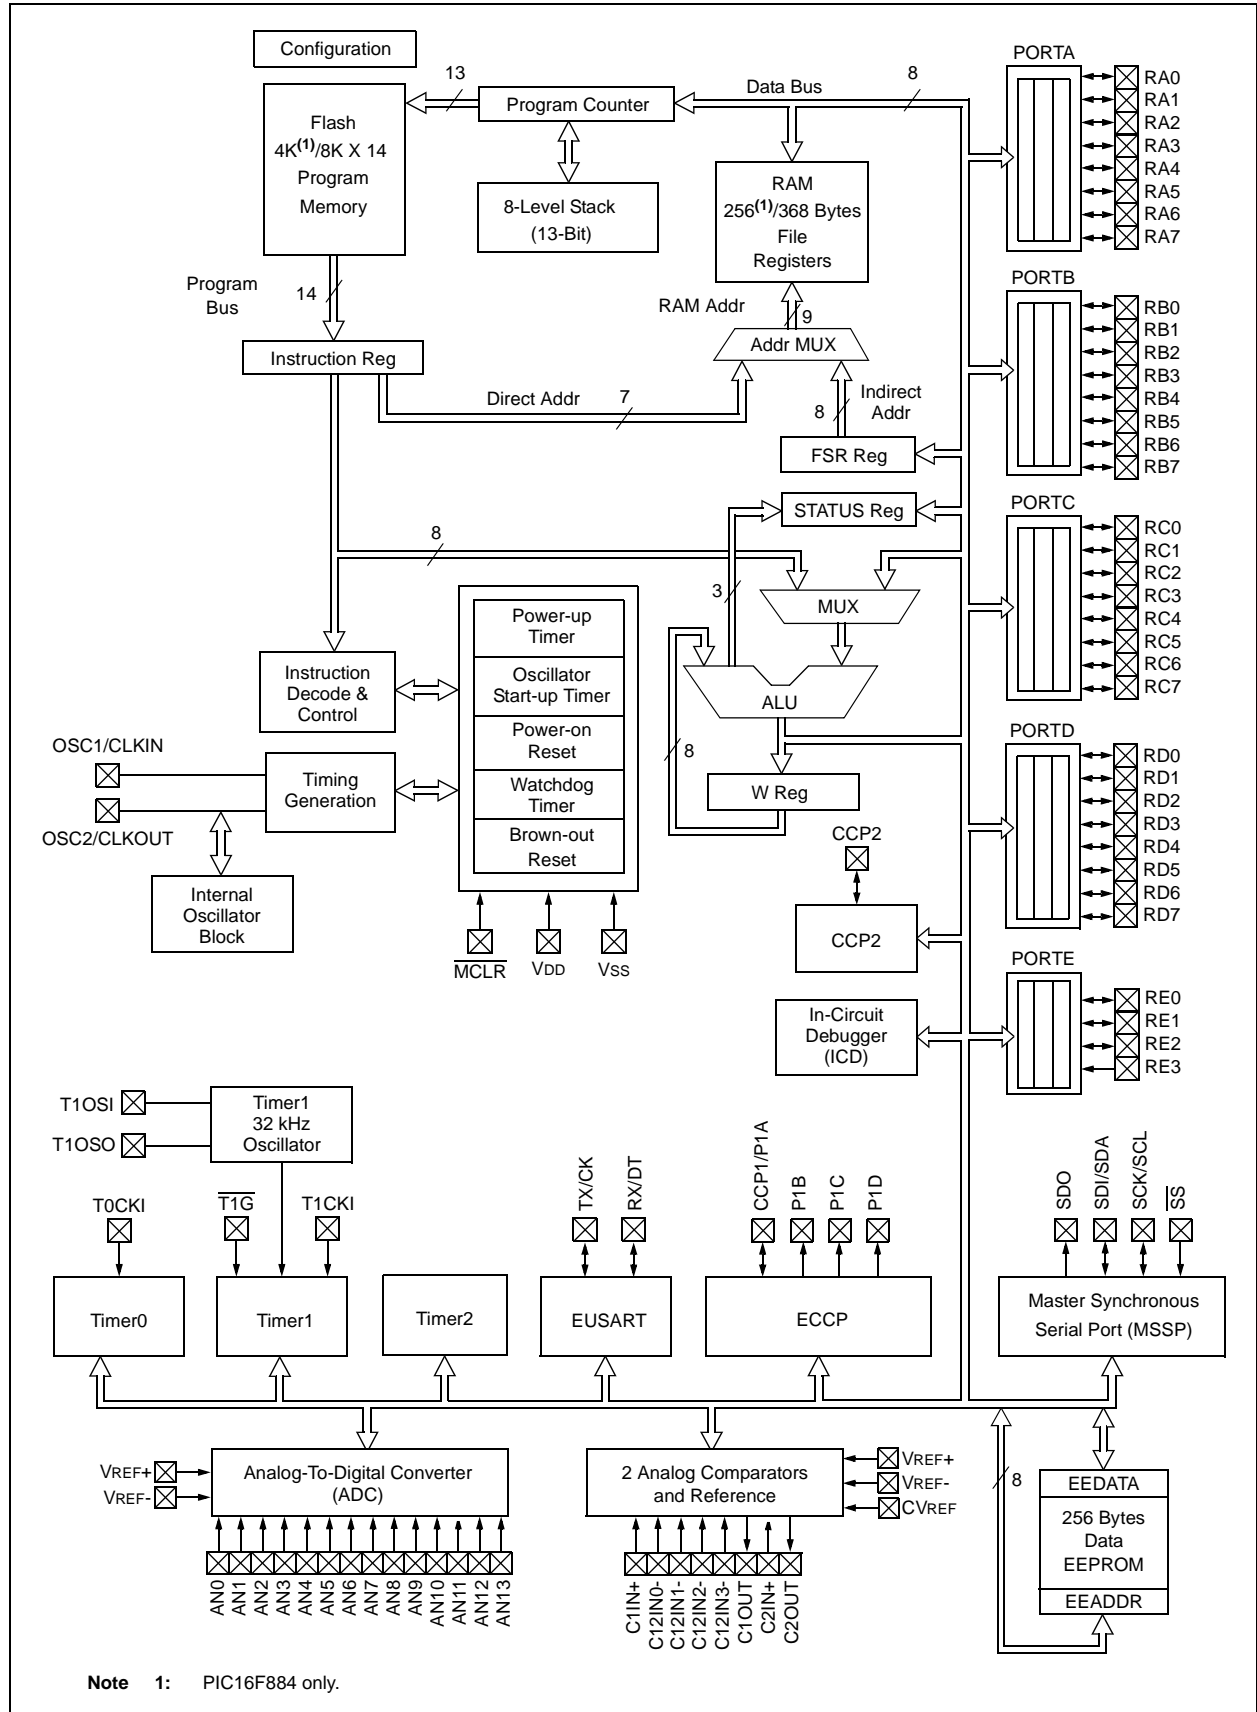 Configuration
Flash
4K(1)/8K X 14
Program
Memory
13
Program Counter
8-Level Stack
(13-Bit)
Data Bus
8
RAM
256(1)/368 Bytes
File
Registers
Program
Bus
14
RAM Addr
9
Addr MUX
Instruction Reg
Direct Addr
7
8
Indirect
Addr
FSR Reg
STATUS Reg
8
3
MUX
Instruction
Decode &
Control
Power-up
Timer
Oscillator
Start-up Timer
Power-on
Reset
Watchdog
Timer
Brown-out
Reset
ALU
8
W Reg
OSC1/CLKIN
OSC2/CLKOUT
Timing
Generation
Internal
Oscillator
Block
MCLR
VDD
VSS
CCP2
CCP2
In-Circuit
Debugger
(ICD)
PORTA
RA0
RA1
RA2
RA3
RA4
RA5
RA6
RA7
PORTB
RB0
RB1
RB2
RB3
RB4
RB5
RB6
RB7
PORTC
RC0
RC1
RC2
RC3
RC4
RC5
RC6
RC7
PORTD
RD0
RD1
RD2
RD3
RD4
RD5
RD6
RD7
PORTE
RE0
RE1
RE2
RE3
T1OSI
T1OSO
Timer1
32 kHz
Oscillator
T0CKI
T1G
T1CKI
TX/CK
RX/DT
CCP1/P1A
P1B
P1C
P1D
SDO
SDI/SDA
SCK/SCL
SS
Timer0
Timer1
Timer2
EUSART
ECCP
Master Synchronous
Serial Port (MSSP)
VREF+
VREF-
Analog-To-Digital Converter
(ADC)
2 Analog Comparators
and Reference
VREF+
VREF-
CVREF
8
EEDATA
256 Bytes
Data
EEPROM
EEADDR
AN0
AN1
AN2
AN3
AN4
AN5
AN6
AN7
AN8
AN9
AN10
AN11
AN12
AN13
C1IN+
C12IN0-
C12IN1-
C12IN2-
C12IN3-
C1OUT
C2IN+
C2OUT
Note 1: PIC16F884 only.